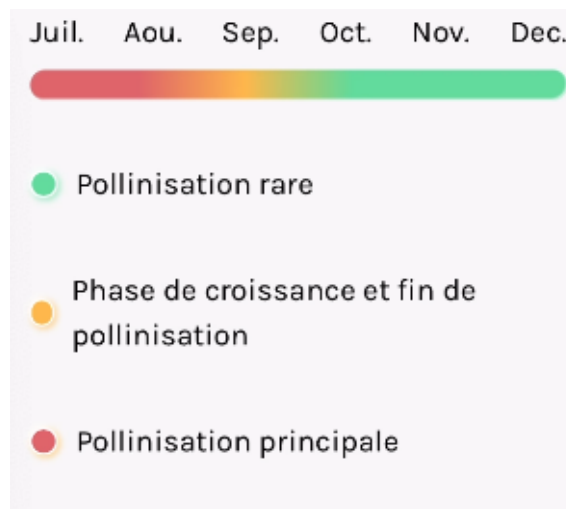 Juil. Aou. Sep. Oct. Nov. Dec.
Pollinisation rare
Phase de croissance et fin de
pollinisation
Pollinisation principale